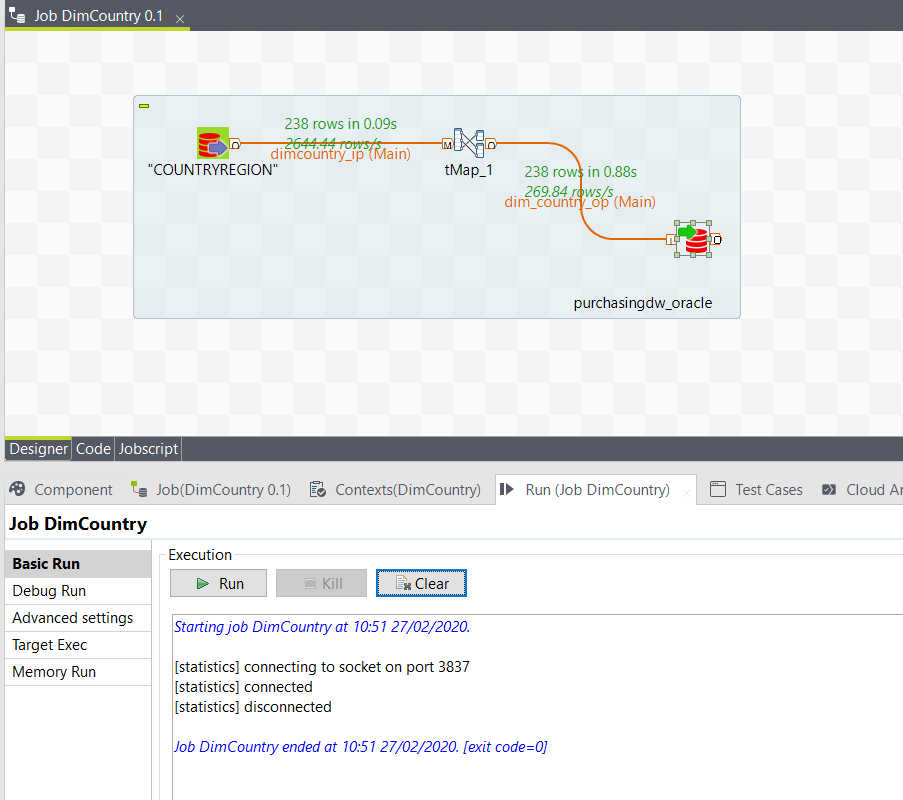 Job DimCountry 0.1
238 rows in 0.09s
2644.44 rows/s
dimcountry_ip (Main)
M
O
O
"COUNTRYREGION"
tMap_1
238 rows in 0.88s
269.84 rows/s
dim_country_op (Main)
O
purchasingdw_oracle
Designer Code Jobscript
Component Job(DimCountry 0.1) Contexts(DimCountry) Run (Job DimCountry) Test Cases Cloud
Job DimCountry
Basic Run
Debug Run
Advanced settings
Target Exec
Memory Run
Execution
Run Kill Clear
Starting job DimCountry at 10:51 27/02/2020.
[statistics] connecting to socket on port 3837
[statistics] connected
[statistics] disconnected
Job DimCountry ended at 10:51 27/02/2020. [exit code=0]